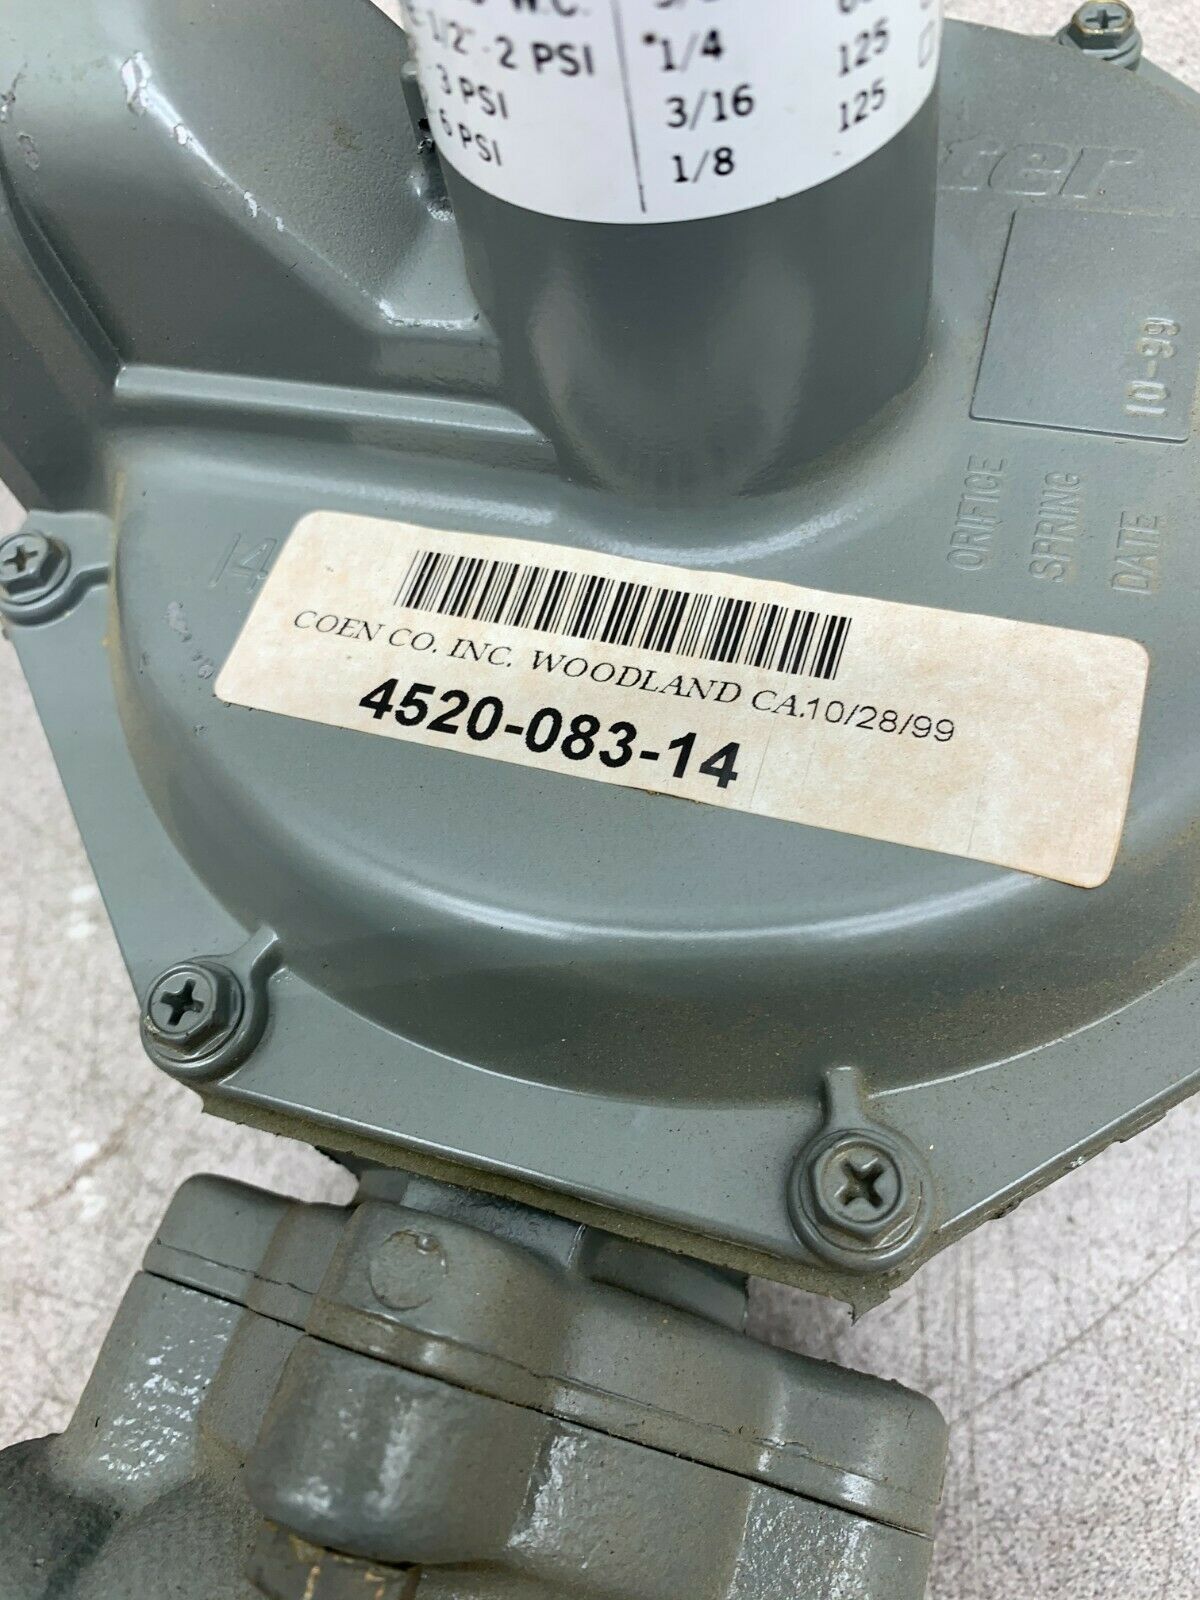 W.C.
1/2"-2 PSI *1/4 125
3 PSI 3/16 125
6 PSI 1/8
ORIFICE
SPRING
DATE 10-99
14
COEN CO. INC. WOODLAND CA.10/28/99
4520-083-14